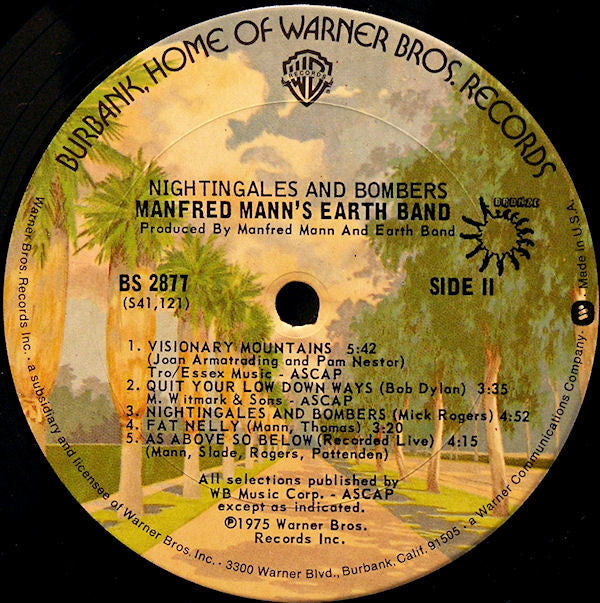 BURBANK, HOME OF WARNER BROS. RECORDS
WB
RECORDS
NIGHTINGALES AND BOMBERS
MANFRED MANN'S EARTH BAND
Produced By Manfred Mann And Earth Band
BRONZE
BS 2877
(S41,121)
SIDE II
1. VISIONARY MOUNTAINS 5:42
(Joan Armatrading and Pam Nestor)
Tro/Essex Music - ASCAP
2. QUIT YOUR LOW DOWN WAYS (Bob Dylan) 3:35
M. Witmark & Sons - ASCAP
3. NIGHTINGALES AND BOMBERS (Mick Rogers) 4:52
4. FAT NELLY (Mann, Thomas) 3:20
5. AS ABOVE SO BELOW (Recorded Live) 4:15
(Mann, Slade, Rogers, Pattenden)
All selections published by
WB Music Corp. - ASCAP
except as indicated.
Ⓟ1975 Warner Bros.
Records Inc.
Warner Bros. Records Inc. · a subsidiary and licensee of Warner Bros. Inc. · 3300 Warner Blvd., Burbank, Calif. 91505 · a Warner Communications Company · Made in U.S.A.